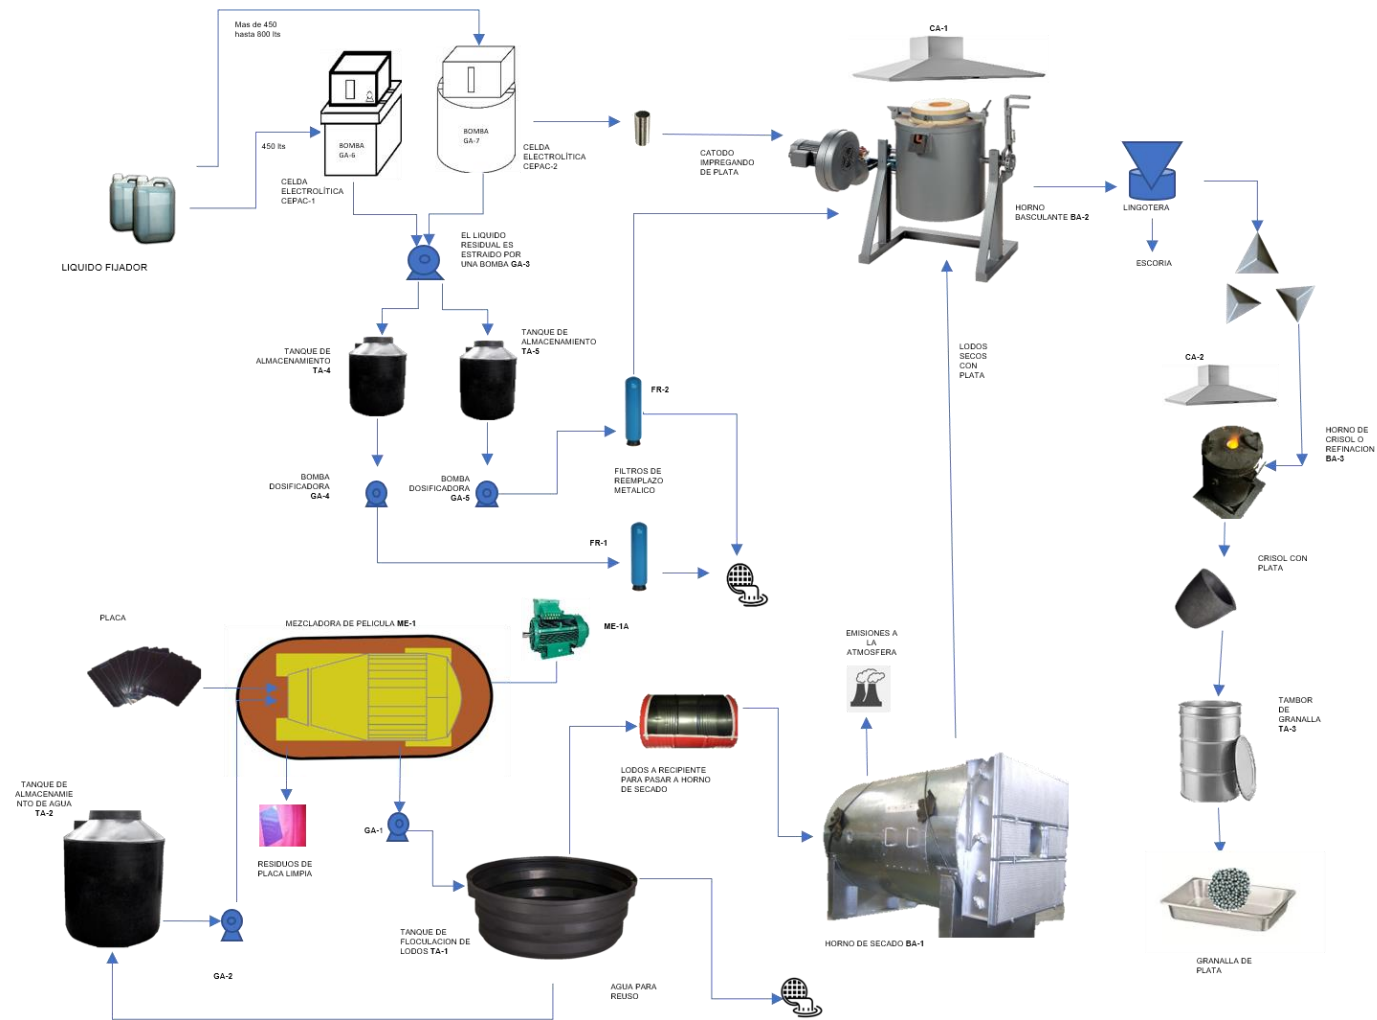 Mas de 450
hasta 800 lts
CA-1
450 lts
BOMBA
GA-6
BOMBA
GA-7
CELDA
ELECTROLÍTICA
CEPAC-1
CELDA
ELECTROLÍTICA
CEPAC-2
CATODO
IMPREGANDO
DE PLATA
HORNO
BASCULANTE BA-2
LINGOTERA
ESCORIA
LIQUIDO FIJADOR
EL LIQUIDO
RESIDUAL ES
ESTRAIDO POR
UNA BOMBA GA-3
TANQUE DE
ALMACENAMIENTO
TA-4
TANQUE DE
ALMACENAMIENTO
TA-5
LODOS
SECOS
CON
PLATA
CA-2
FR-2
HORNO DE
CRISOL O
REFINACION
BA-3
BOMBA
DOSIFICADORA
GA-4
BOMBA
DOSIFICADORA
GA-5
FILTROS DE
REEMPLAZO
METALICO
FR-1
CRISOL CON
PLATA
PLACA
MEZCLADORA DE PELICULA ME-1
ME-1A
EMISIONES A
LA
ATMOSFERA
TAMBOR
DE
GRANALLA
TA-3
LODOS A RECIPIENTE
PARA PASAR A HORNO
DE SECADO
TANQUE DE
ALMACENAMIE
NTO DE AGUA
TA-2
GA-1
RESIDUOS DE
PLACA LIMPIA
TANQUE DE
FLOCULACION DE
LODOS TA-1
HORNO DE SECADO BA-1
GA-2
AGUA PARA
REUSO
GRANALLA DE
PLATA